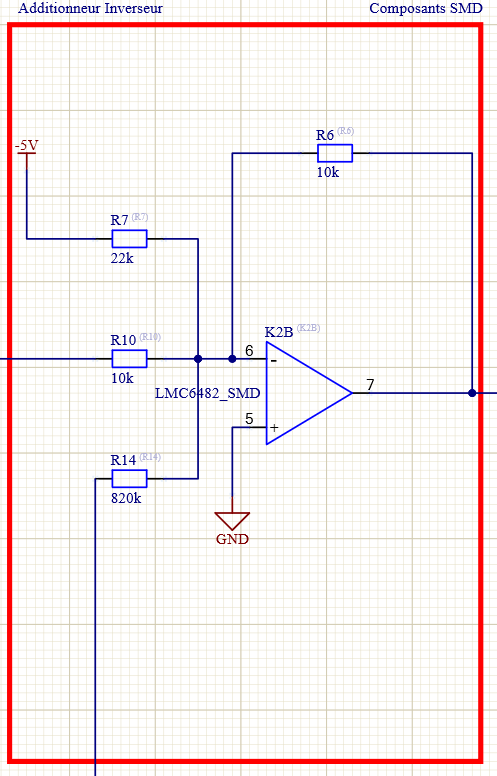 Additionneur Inverseur
Composants SMD
-5V
R6 (R6)
10k
R7 (R7)
22k
K2B (K2B)
R10 (R10)
10k
6
-
LMC6482_SMD
7
5
+
R14 (R14)
820k
GND